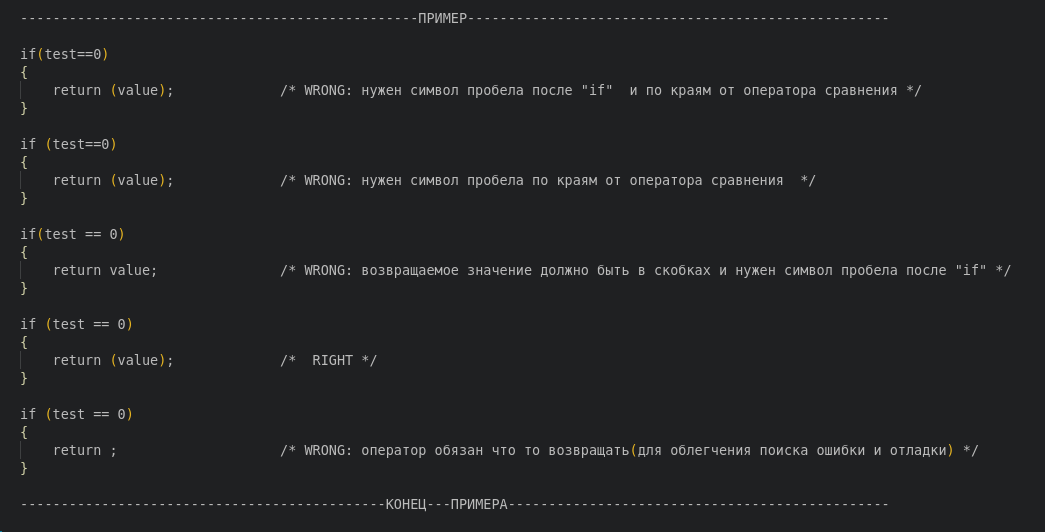 -------------------------------------------------ПРИМЕР----------------------------------------------------
if(test==0)
{
    return (value);             /* WRONG: нужен символ пробела после "if"  и по краям от оператора сравнения */
}
if (test==0)
{
    return (value);             /* WRONG: нужен символ пробела по краям от оператора сравнения  */
}
if(test == 0)
{
    return value;               /* WRONG: возвращаемое значение должно быть в скобках и нужен символ пробела после "if" */
}
if (test == 0)
{
    return (value);             /*  RIGHT */
}
if (test == 0)
{
    return ;                    /* WRONG: оператор обязан что то возвращать(для облегчения поиска ошибки и отладки) */
}
---------------------------------------------КОНЕЦ---ПРИМЕРА-----------------------------------------------